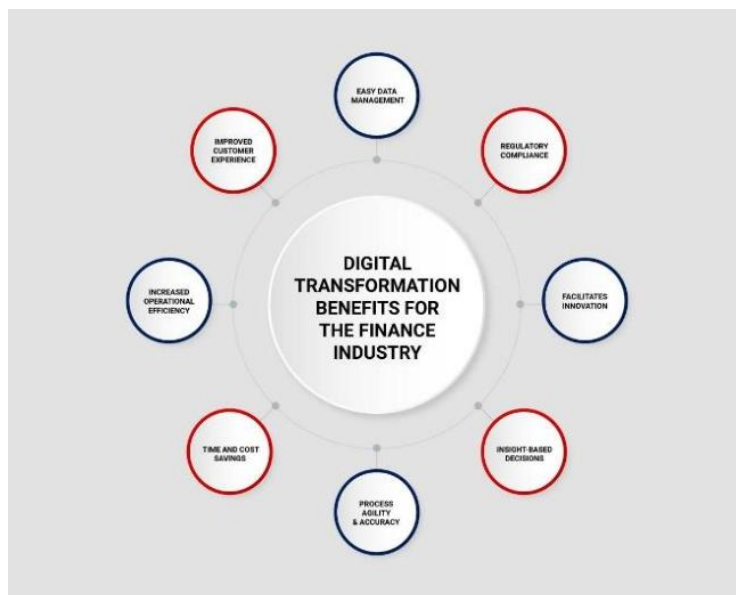 EASY DATA
MANAGEMENT
IMPROVED
CUSTOMER
EXPERIENCE
REGULATORY
COMPLIANCE
DIGITAL
TRANSFORMATION
BENEFITS FOR
THE FINANCE
INDUSTRY
INCREASED
OPERATIONAL
EFFICIENCY
FACILITATES
INNOVATION
TIME AND COST
SAVINGS
INSIGHT-BASED
DECISIONS
PROCESS
AGILITY
& ACCURACY